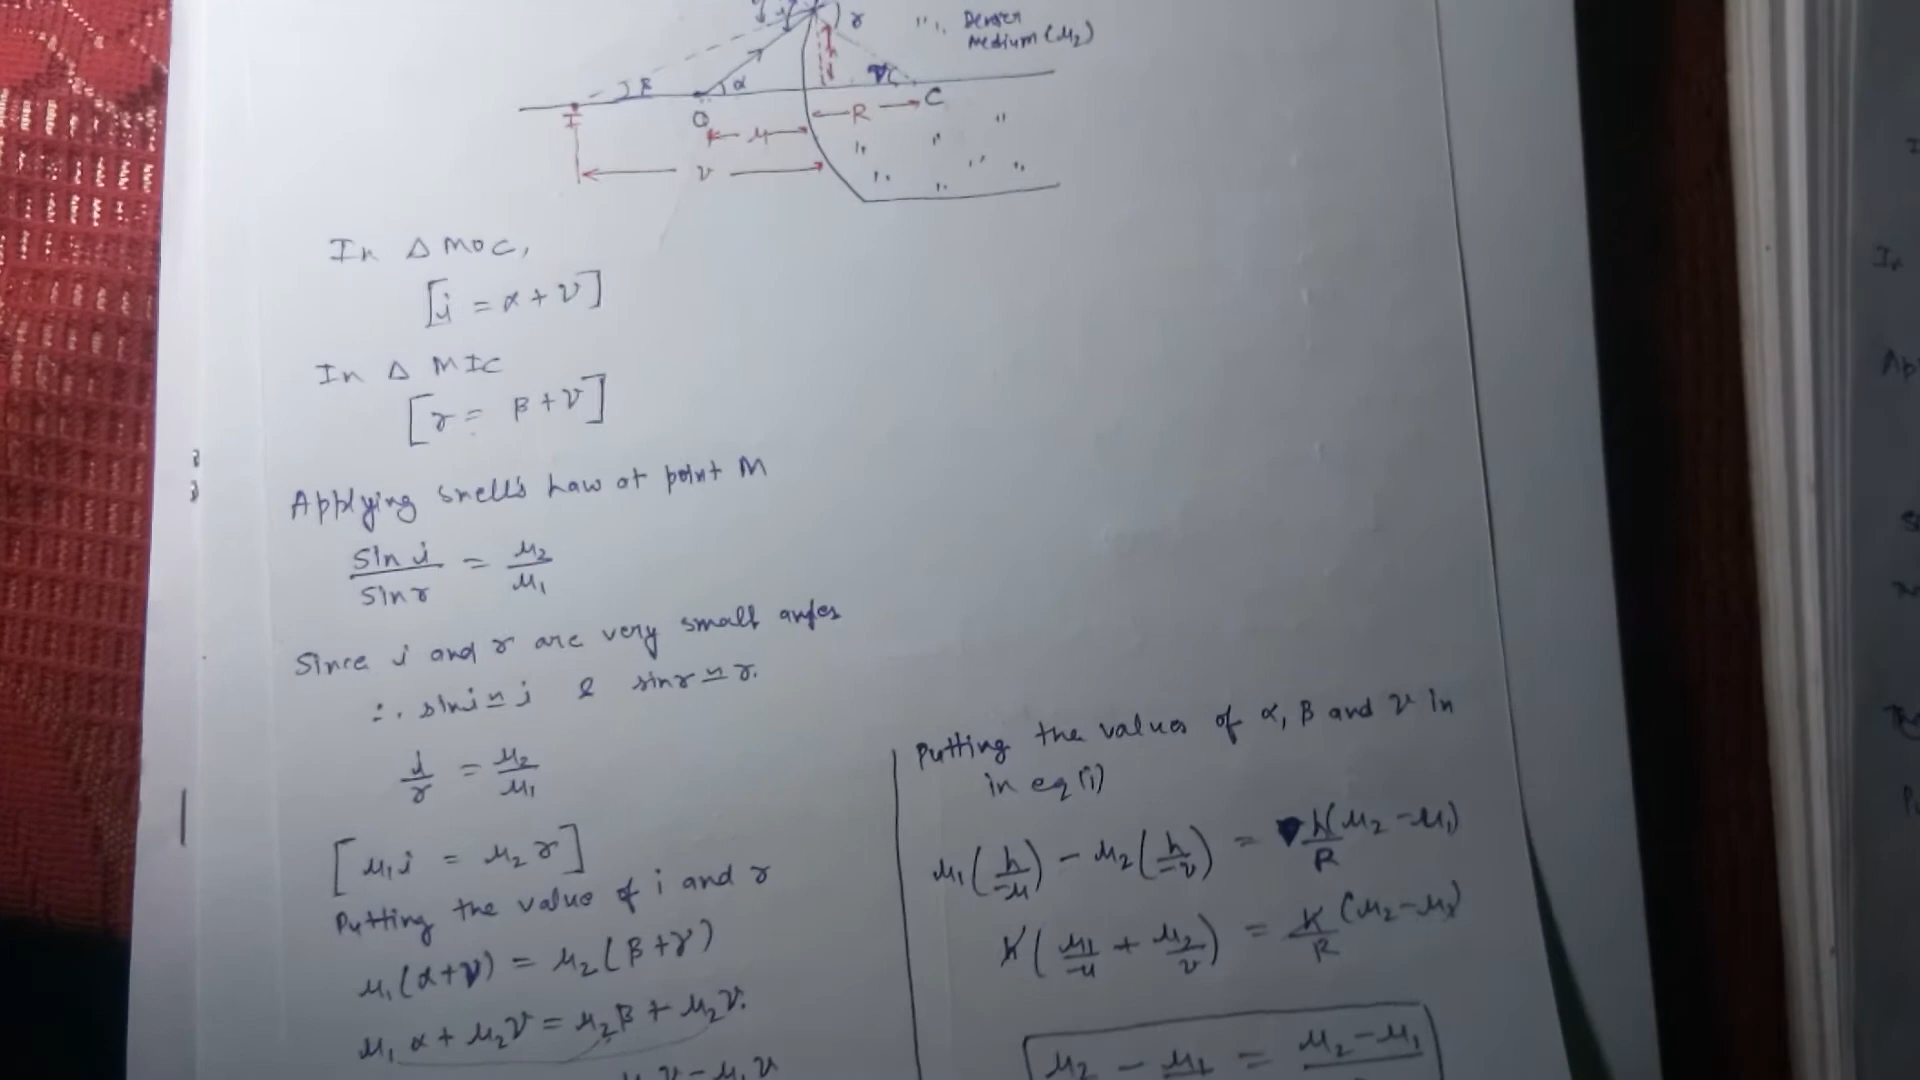 r
Denser
Medium (μ2)
β
α
C
I
O
R
u
v
In Δ MOC,
[i = α + ν]
In Δ MIC
[r = β + ν]
Applying snell's Law at point M
sin i / sin r = μ2 / μ1
Since i and r are very small angles
∴ sin i ≃ i & sin r ≃ r.
i / r = μ2 / μ1
[μ1 i = μ2 r]
Putting the value of i and r
μ1(α+ν) = μ2(β+γ)
μ1 α + μ2 ν = μ2 β + μ2 ν.
Putting the values of α, β and ν in
in eq (i)
μ1(h/-u) - μ2(h/-v) = h/R (μ2 - μ1)
h(μ1/-u + μ2/v) = h/R (μ2 - μ1)
μ2 - μ1 = μ2 - μ1